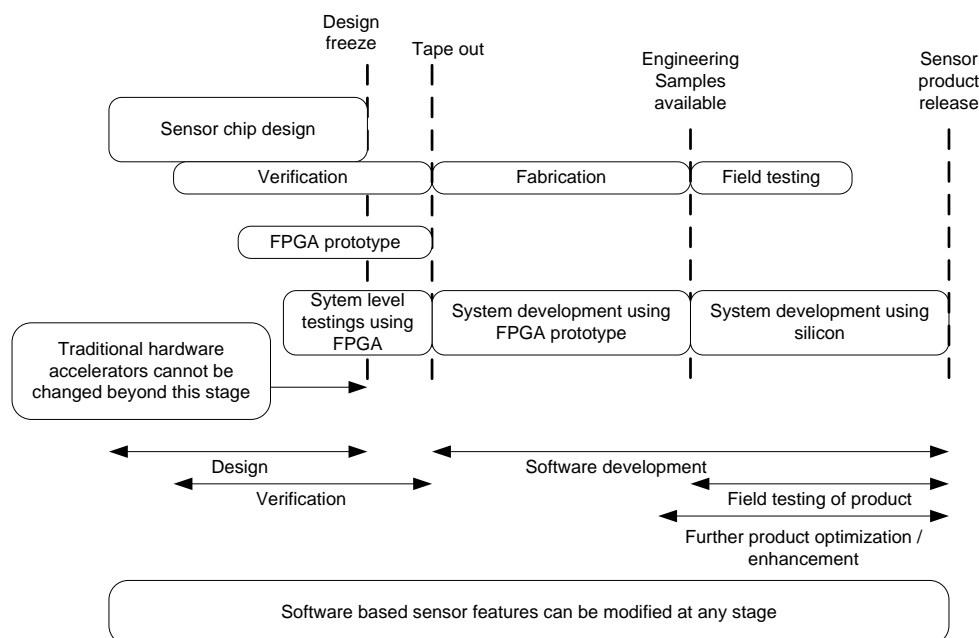 Design
freeze
Tape out
Engineering
Samples
available
Sensor
product
release
Sensor chip design
Verification
Fabrication
Field testing
FPGA prototype
Sytem level
testings using
FPGA
System development using
FPGA prototype
System development using
silicon
Traditional hardware
accelerators cannot be
changed beyond this stage
Design
Software development
Verification
Field testing of product
Further product optimization /
enhancement
Software based sensor features can be modified at any stage